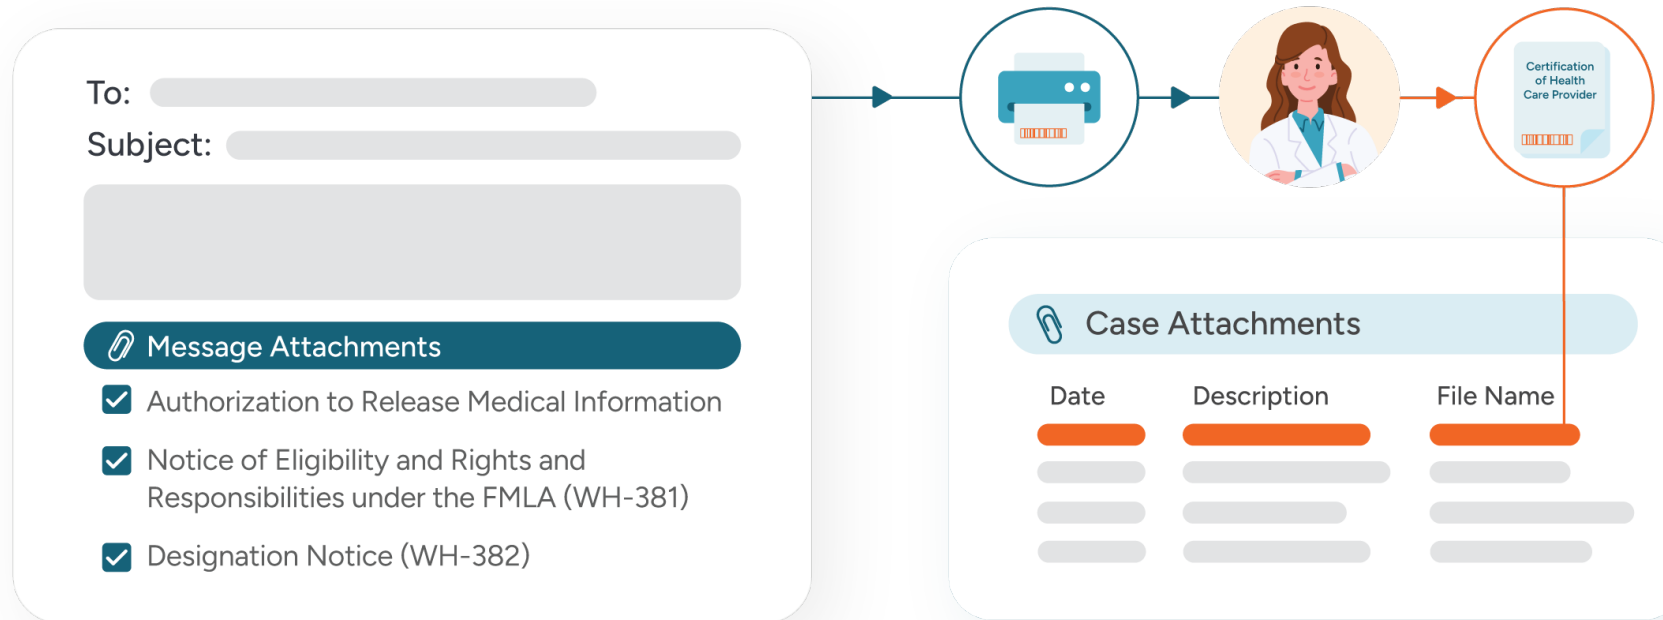 To:
Subject:
Message Attachments
Authorization to Release Medical Information
Notice of Eligibility and Rights and
Responsibilities under the FMLA (WH-381)
Designation Notice (WH-382)
Certification
of Health
Care Provider
Case Attachments
Date Description File Name